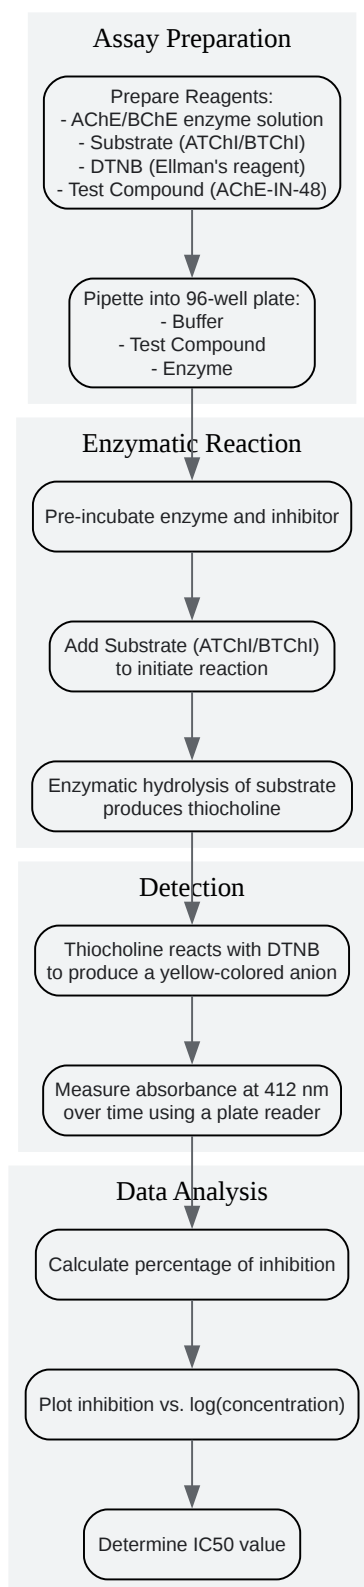 Assay Preparation
Prepare Reagents:
- AChE/BChE enzyme solution
- Substrate (ATChI/BTChI)
- DTNB (Ellman's reagent)
- Test Compound (AChE-IN-48)
Pipette into 96-well plate:
- Buffer
- Test Compound
- Enzyme
Enzymatic Reaction
Pre-incubate enzyme and inhibitor
Add Substrate (ATChI/BTChI)
to initiate reaction
Enzymatic hydrolysis of substrate
produces thiocholine
Detection
Thiocholine reacts with DTNB
to produce a yellow-colored anion
Measure absorbance at 412 nm
over time using a plate reader
Data Analysis
Calculate percentage of inhibition
Plot inhibition vs. log(concentration)
Determine IC50 value